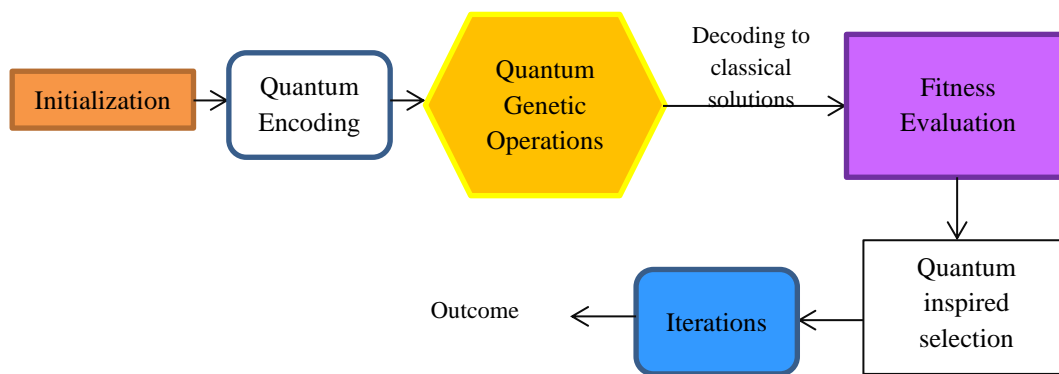 Initialization
Quantum
Encoding
Quantum
Genetic
Operations
Decoding to
classical
solutions
Fitness
Evaluation
Quantum
inspired
selection
Iterations
Outcome